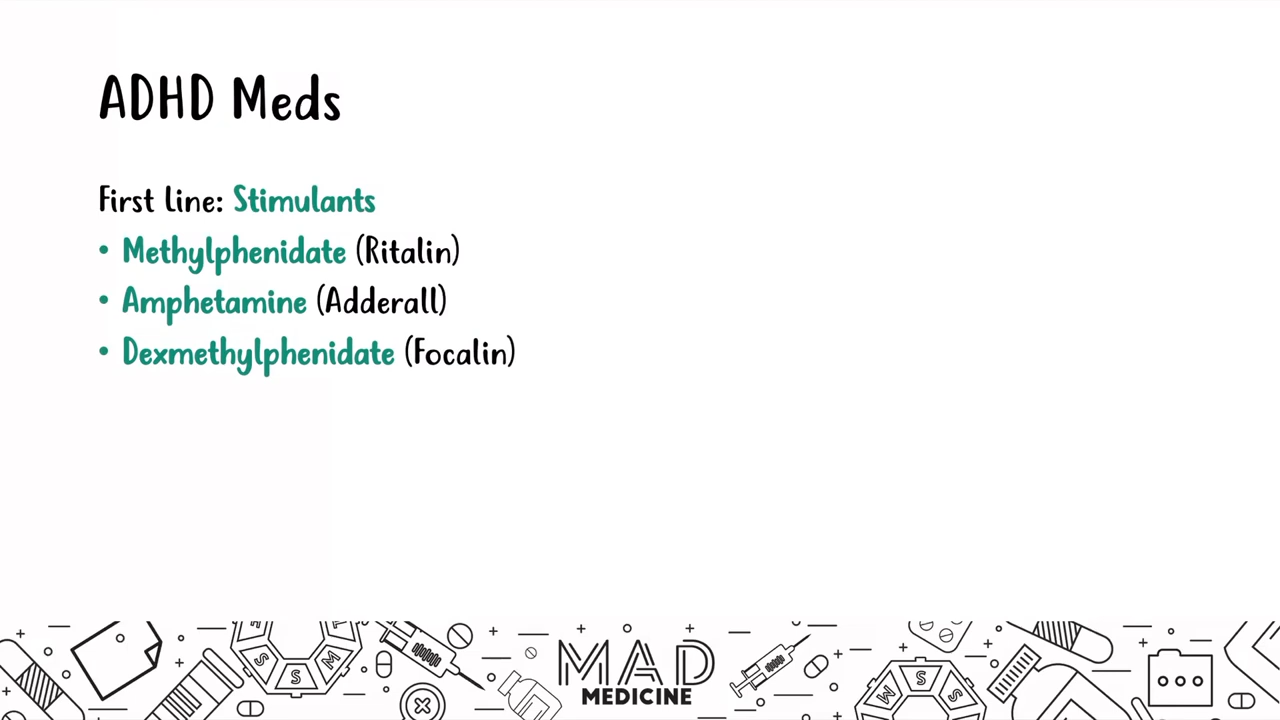 ADHD Meds
First Line: Stimulants
• Methylphenidate (Ritalin)
• Amphetamine (Adderall)
• Dexmethylphenidate (Focalin)
S
S
M
M
S
S
MAD
MEDICINE